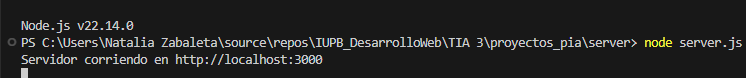 Node.js v22.14.0
PS C:\Users\Natalia Zabaleta\source\repos\IUPB_DesarrolloWeb\TIA 3\proyectos_pia\server> node server.js
Servidor corriendo en http://localhost:3000